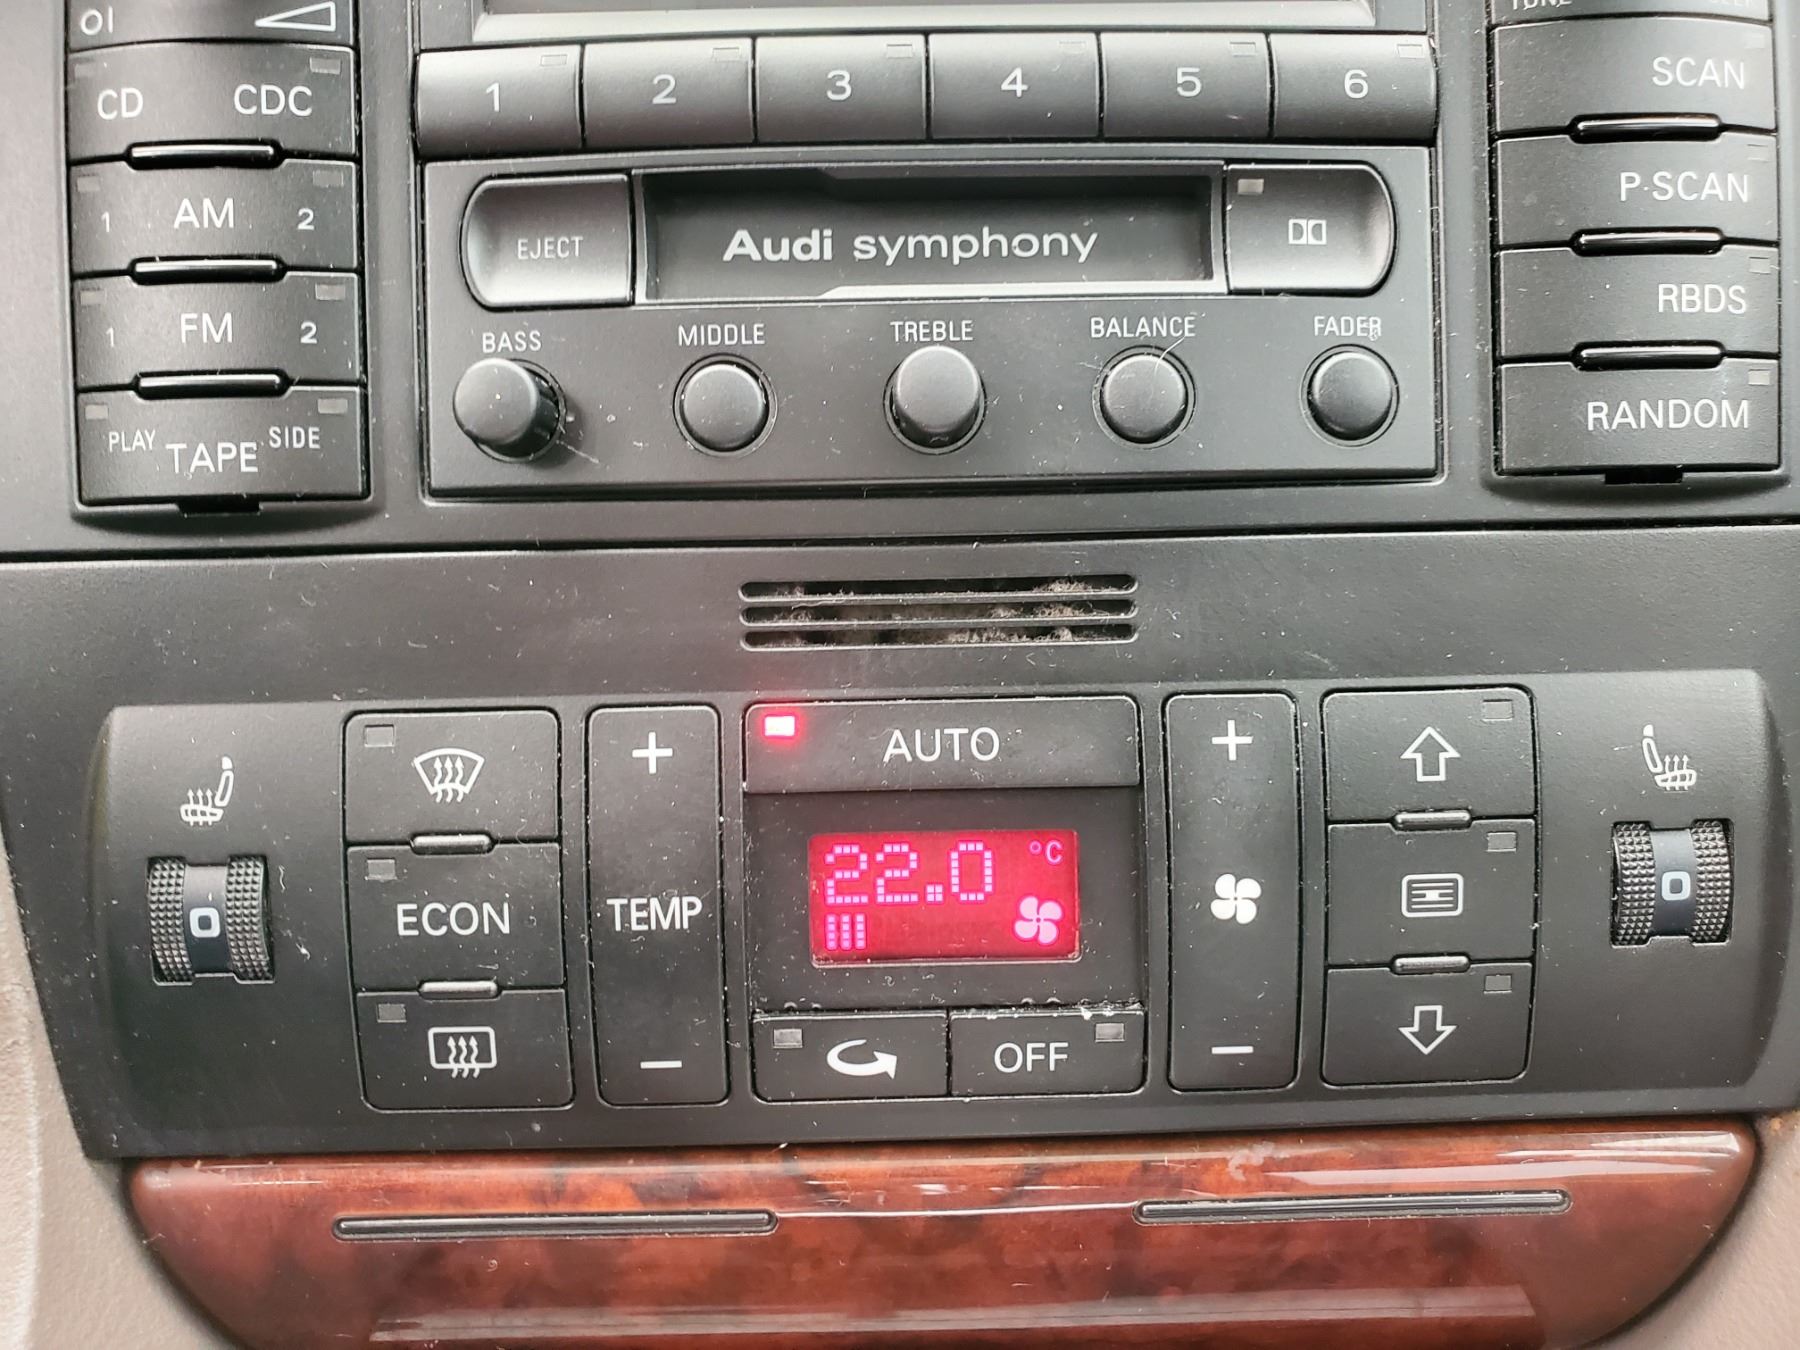 CD CDC
1 AM 2
1 FM 2
PLAY TAPE SIDE
1 2 3 4 5 6
EJECT
Audi symphony
BASS MIDDLE TREBLE BALANCE FADER
TUNE
SCAN
P·SCAN
RBDS
RANDOM
0
ECON
+
TEMP
−
AUTO
22.0 °C
OFF
+
−
0